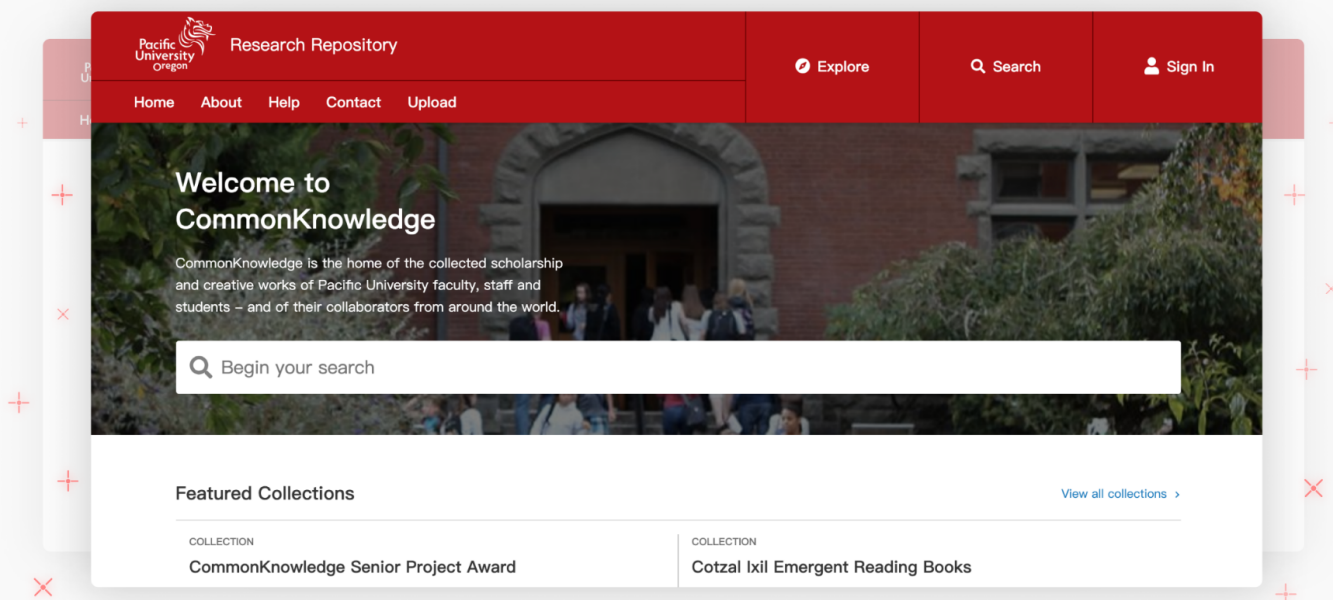 Pacific
University
Oregon
Research Repository
Explore
Search
Sign In
Home About Help Contact Upload
Welcome to
CommonKnowledge
CommonKnowledge is the home of the collected scholarship
and creative works of Pacific University faculty, staff and
students – and of their collaborators from around the world.
Begin your search
Featured Collections
View all collections ›
COLLECTION
CommonKnowledge Senior Project Award
COLLECTION
Cotzal Ixil Emergent Reading Books